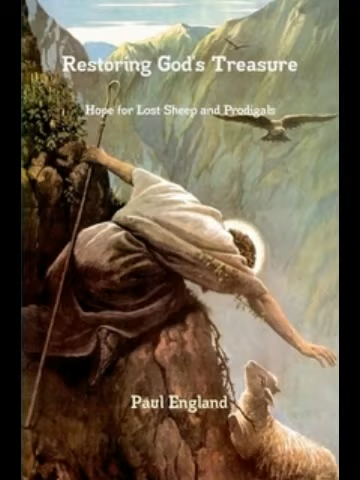 Restoring God's Treasure
Hope for Lost Sheep and Prodigals
Paul England